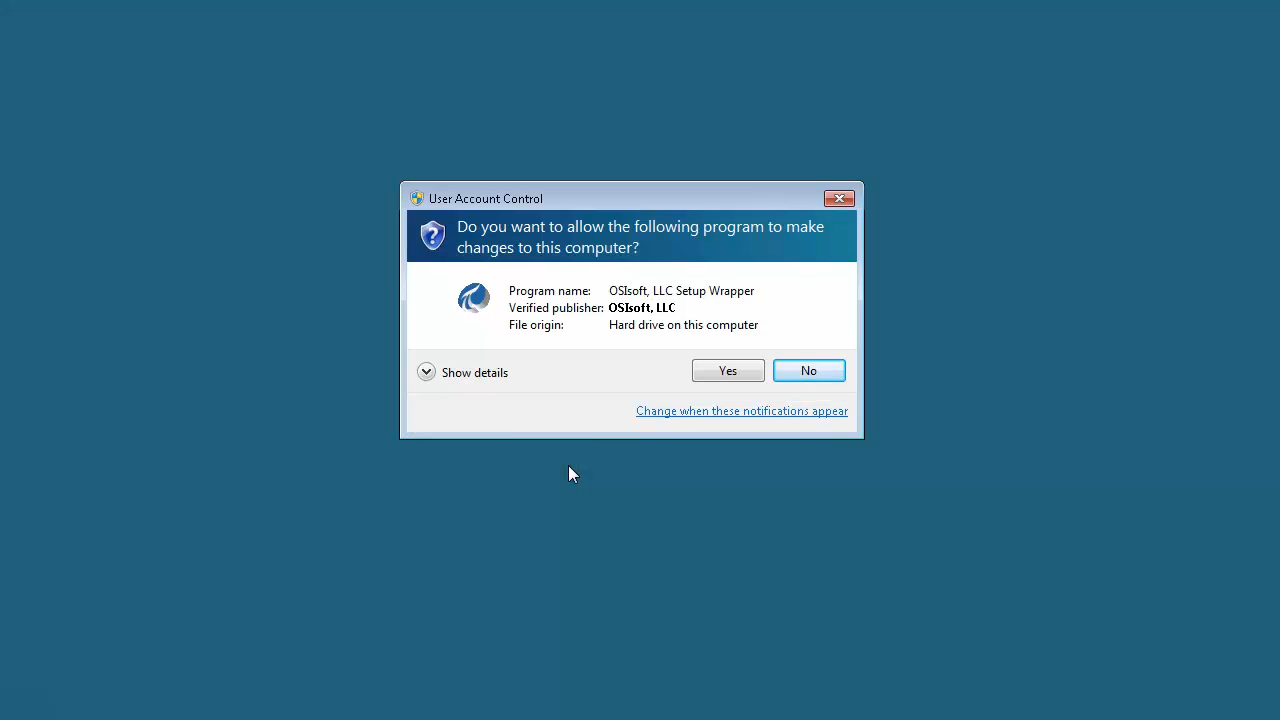 User Account Control
Do you want to allow the following program to make
changes to this computer?
Program name: OSIsoft, LLC Setup Wrapper
Verified publisher: OSIsoft, LLC
File origin: Hard drive on this computer
Show details
Yes
No
Change when these notifications appear